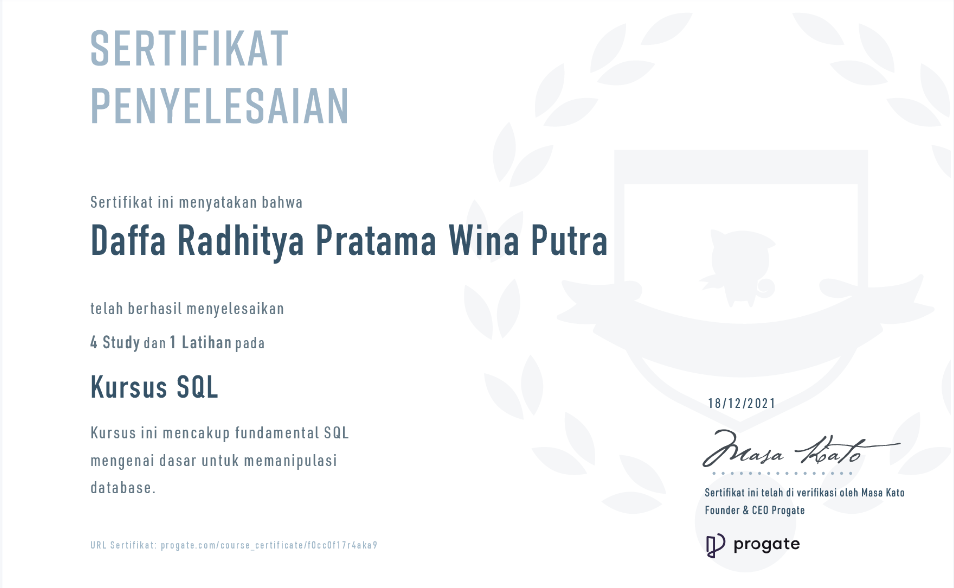 SERTIFIKAT
PENYELESAIAN
Sertifikat ini menyatakan bahwa
Daffa Radhitya Pratama Wina Putra
telah berhasil menyelesaikan
4 Study dan 1 Latihan pada
Kursus SQL
Kursus ini mencakup fundamental SQL
mengenai dasar untuk memanipulasi
database.
URL Sertifikat: progate.com/course_certificate/f0cc0f17r4aka9
18/12/2021
Masa Kato
Sertifikat ini telah di verifikasi oleh Masa Kato
Founder & CEO Progate
progate